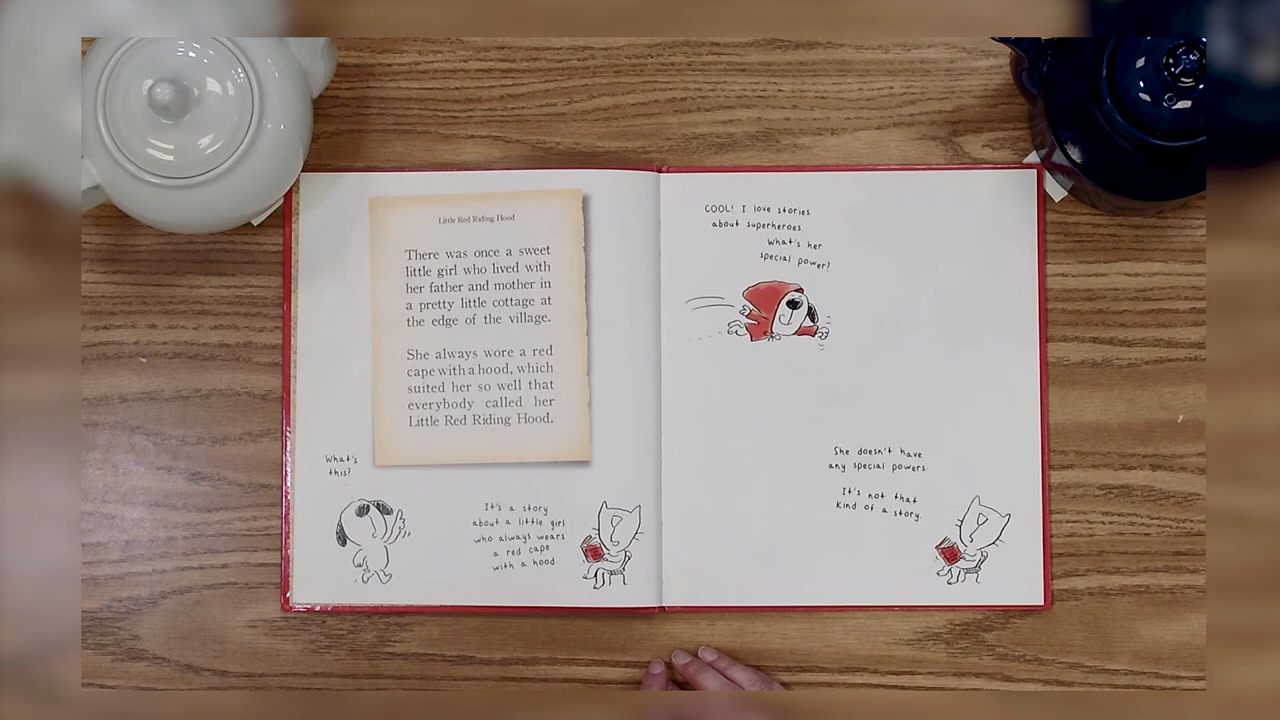 Little Red Riding Hood
There was once a sweet
little girl who lived with
her father and mother in
a pretty little cottage at
the edge of the village.
She always wore a red
cape with a hood, which
suited her so well that
everybody called her
Little Red Riding Hood.
What's
this?
It's a story
about a little girl
who always wears
a red cape
with a hood.
COOL! I love stories
about superheroes.
What's her
special power?
She doesn't have
any special powers.
It's not that
kind of a story.